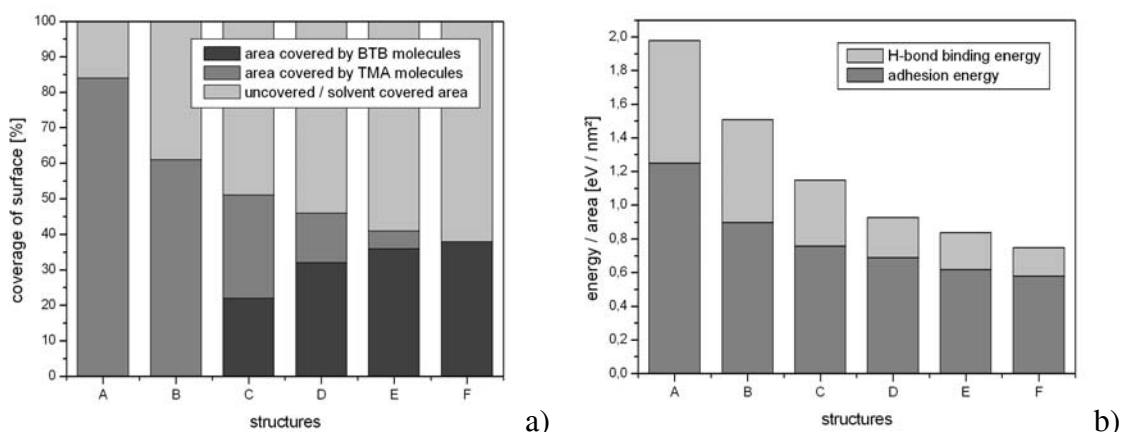 100
90
80
70
60
50
40
30
20
10
0
coverage of surface [%]
area covered by BTB molecules
area covered by TMA molecules
uncovered / solvent covered area
A B C D E F
structures
a)
2,0
1,8
1,6
1,4
1,2
1,0
0,8
0,6
0,4
0,2
0,0
energy / area [eV / nm²]
H-bond binding energy
adhesion energy
A B C D E F
structures
b)